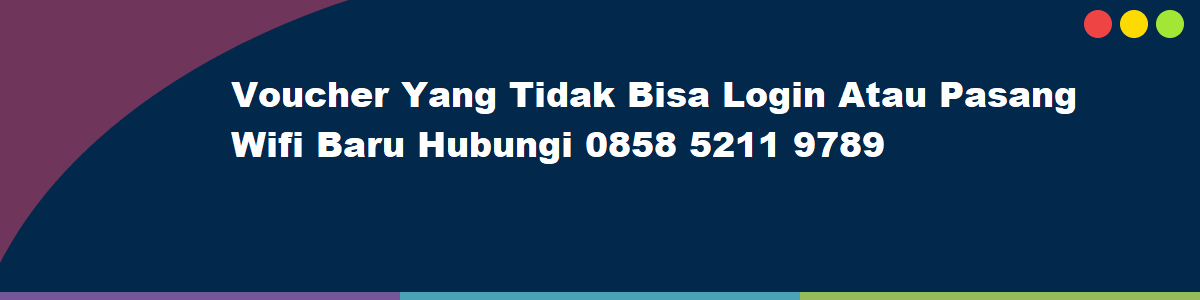 Voucher Yang Tidak Bisa Login Atau Pasang
Wifi Baru Hubungi 0858 5211 9789